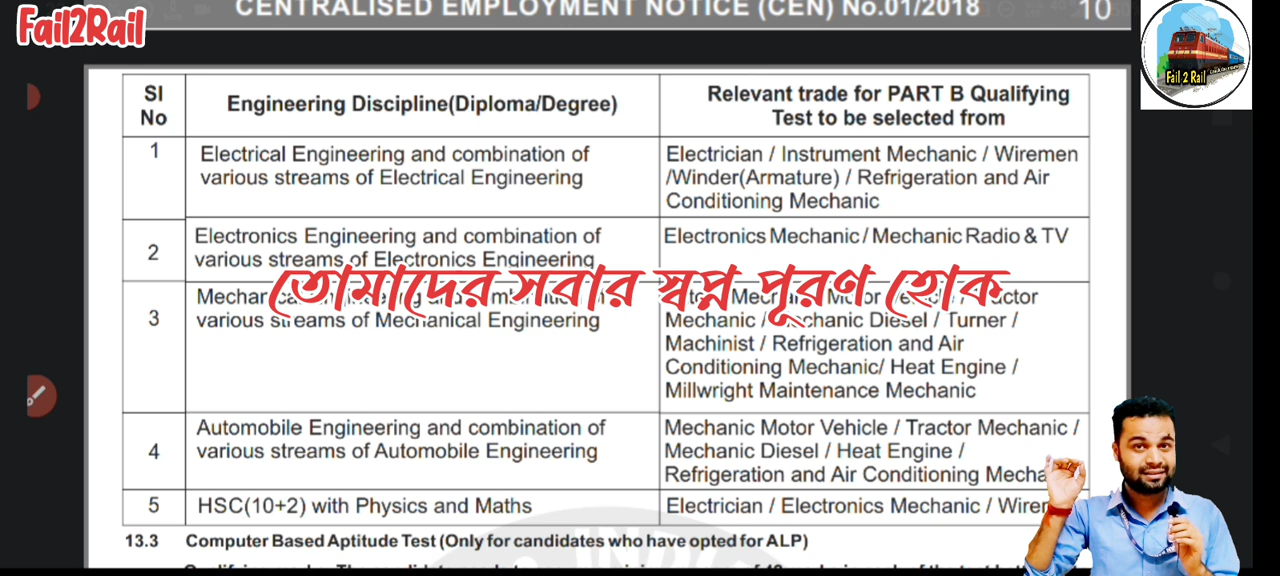 CENTRALISED EMPLOYMENT NOTICE (CEN) No.01/2018 10
Fail2Rail
Fail 2 Rail
Sl No
Engineering Discipline(Diploma/Degree)
Relevant trade for PART B Qualifying
Test to be selected from
1
Electrical Engineering and combination of
various streams of Electrical Engineering
Electrician / Instrument Mechanic / Wiremen
/Winder(Armature) / Refrigeration and Air
Conditioning Mechanic
2
Electronics Engineering and combination of
various streams of Electronics Engineering
Electronics Mechanic / Mechanic Radio & TV
তোমাদের সবার স্বপ্ন পূরণ হোক
3
various streams of Mechanical Engineering
Mechanic / Mechanic Diesel / Turner /
Machinist / Refrigeration and Air
Conditioning Mechanic/ Heat Engine /
Millwright Maintenance Mechanic
4
Automobile Engineering and combination of
various streams of Automobile Engineering
Mechanic Motor Vehicle / Tractor Mechanic /
Mechanic Diesel / Heat Engine /
Refrigeration and Air Conditioning Mecha
5
HSC(10+2) with Physics and Maths
Electrician / Electronics Mechanic / Wirem
13.3 Computer Based Aptitude Test (Only for candidates who have opted for ALP)